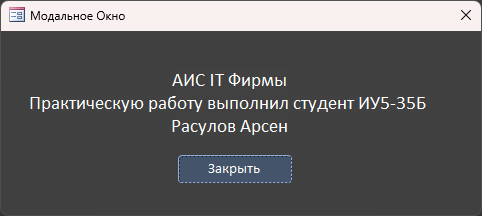 Модальное Окно
АИС IT Фирмы
Практическую работу выполнил студент ИУ5-35Б
Расулов Арсен
Закрыть